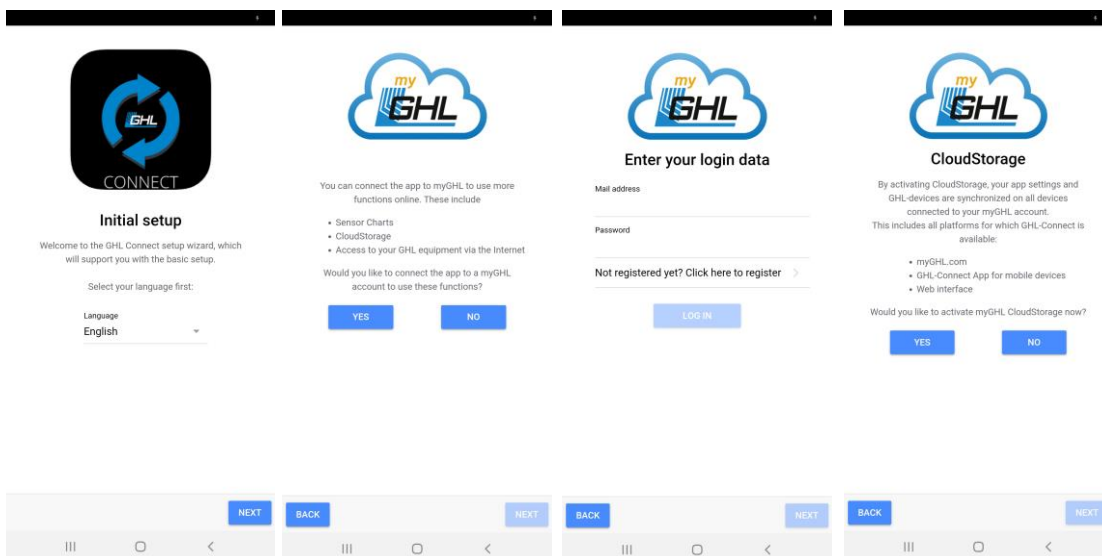 GHL
CONNECT
Initial setup
Welcome to the GHL Connect setup wizard, which
will support you with the basic setup.
Select your language first:
Language
English
NEXT
my
GHL
You can connect the app to myGHL to use more
functions online. These include
• Sensor Charts
• CloudStorage
• Access to your GHL equipment via the Internet
Would you like to connect the app to a myGHL
account to use these functions?
YES
NO
BACK
NEXT
my
GHL
Enter your login data
Mail address
Password
Not registered yet? Click here to register
LOG IN
BACK
NEXT
my
GHL
CloudStorage
By activating CloudStorage, your app settings and
GHL-devices are synchronized on all devices
connected to your myGHL account.
This includes all platforms for which GHL-Connect is
available:
• myGHL.com
• GHL-Connect App for mobile devices
• Web interface
Would you like to activate myGHL CloudStorage now?
YES
NO
BACK
NEXT